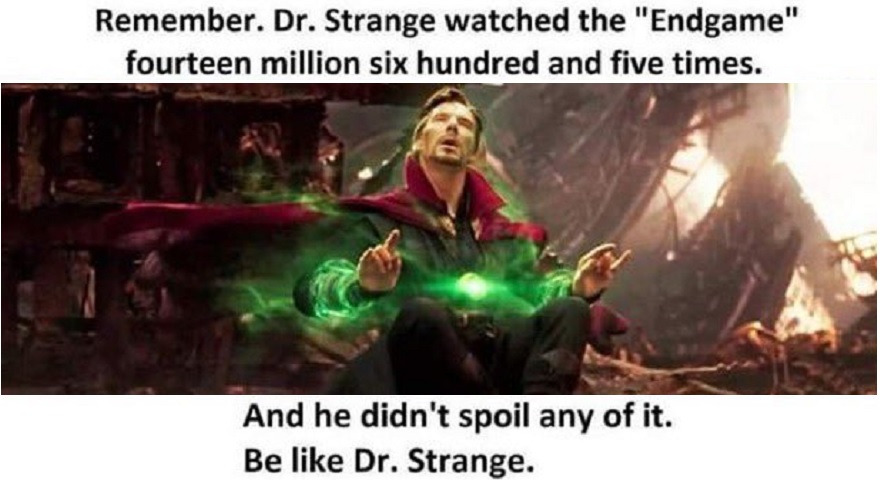 Remember. Dr. Strange watched the "Endgame"
fourteen million six hundred and five times.
And he didn't spoil any of it.
Be like Dr. Strange.